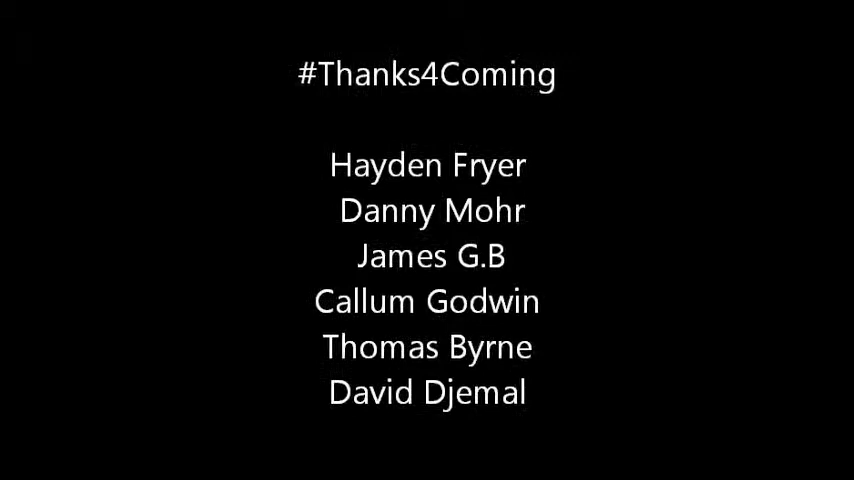 #Thanks4Coming
Hayden Fryer
Danny Mohr
James G.B
Callum Godwin
Thomas Byrne
David Djemal